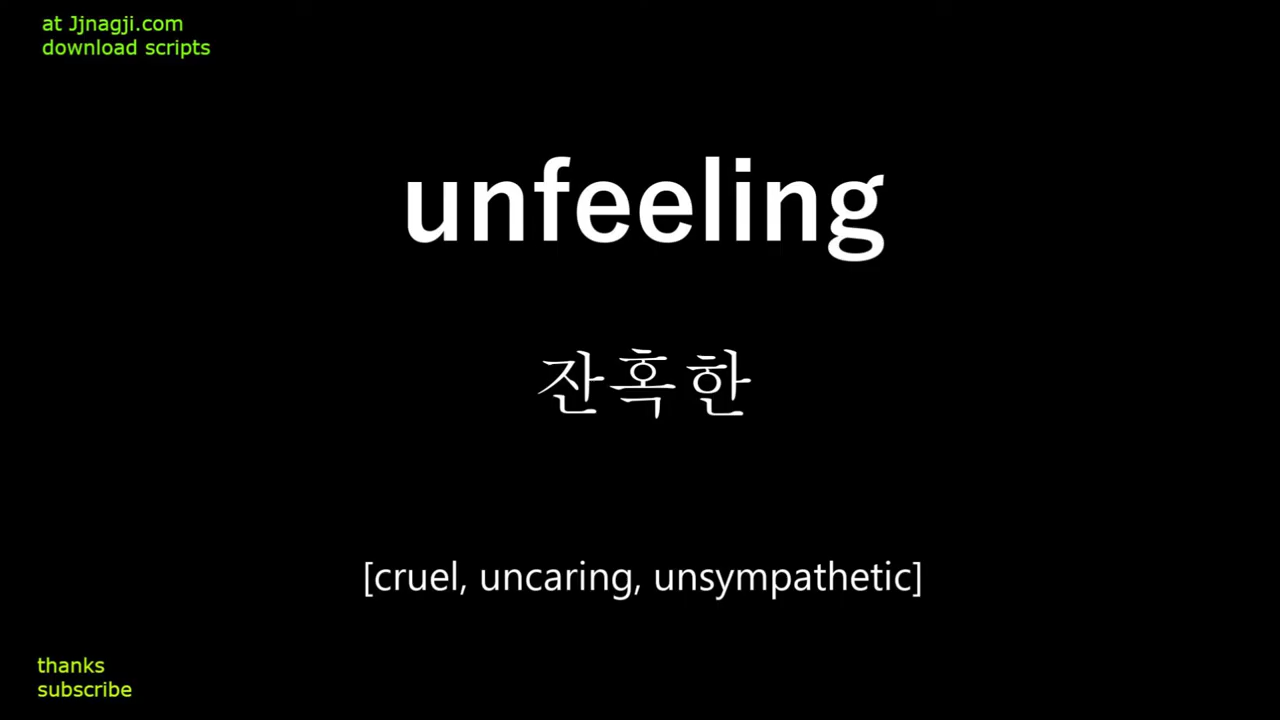 at Jjnagji.com
download scripts
unfeeling
잔혹한
[cruel, uncaring, unsympathetic]
thanks
subscribe